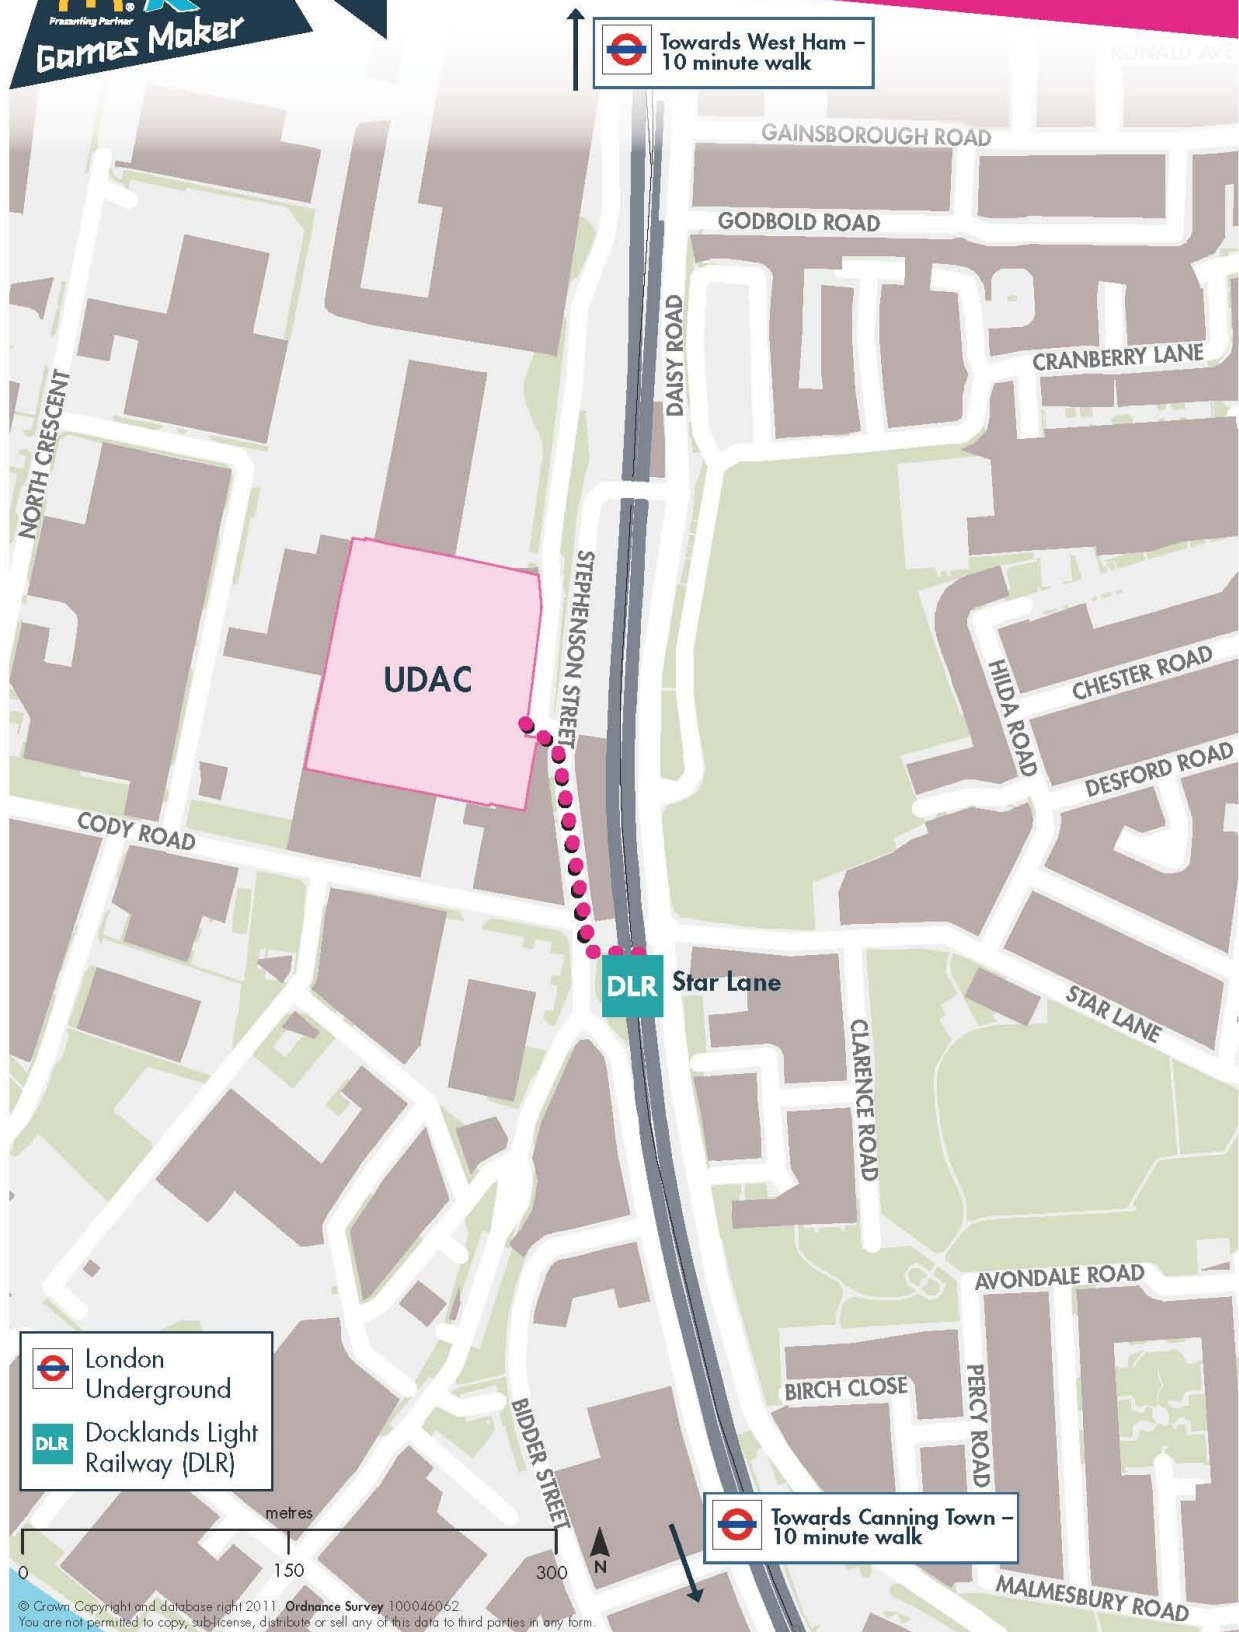 Presenting Partner
Games Maker
Towards West Ham –
10 minute walk
RONALD AVE
GAINSBOROUGH ROAD
GODBOLD ROAD
DAISY ROAD
CRANBERRY LANE
NORTH CRESCENT
STEPHENSON STREET
UDAC
HILDA ROAD
CHESTER ROAD
DESFORD ROAD
CODY ROAD
DLR
Star Lane
STAR LANE
CLARENCE ROAD
AVONDALE ROAD
BIRCH CLOSE
PERCY ROAD
BIDDER STREET
London
Underground
DLR
Docklands Light
Railway (DLR)
Towards Canning Town –
10 minute walk
metres
0
150
300
N
MALMESBURY ROAD
© Crown Copyright and database right 2011. Ordnance Survey 100046062.
You are not permitted to copy, sub-license, distribute or sell any of this data to third parties in any form.